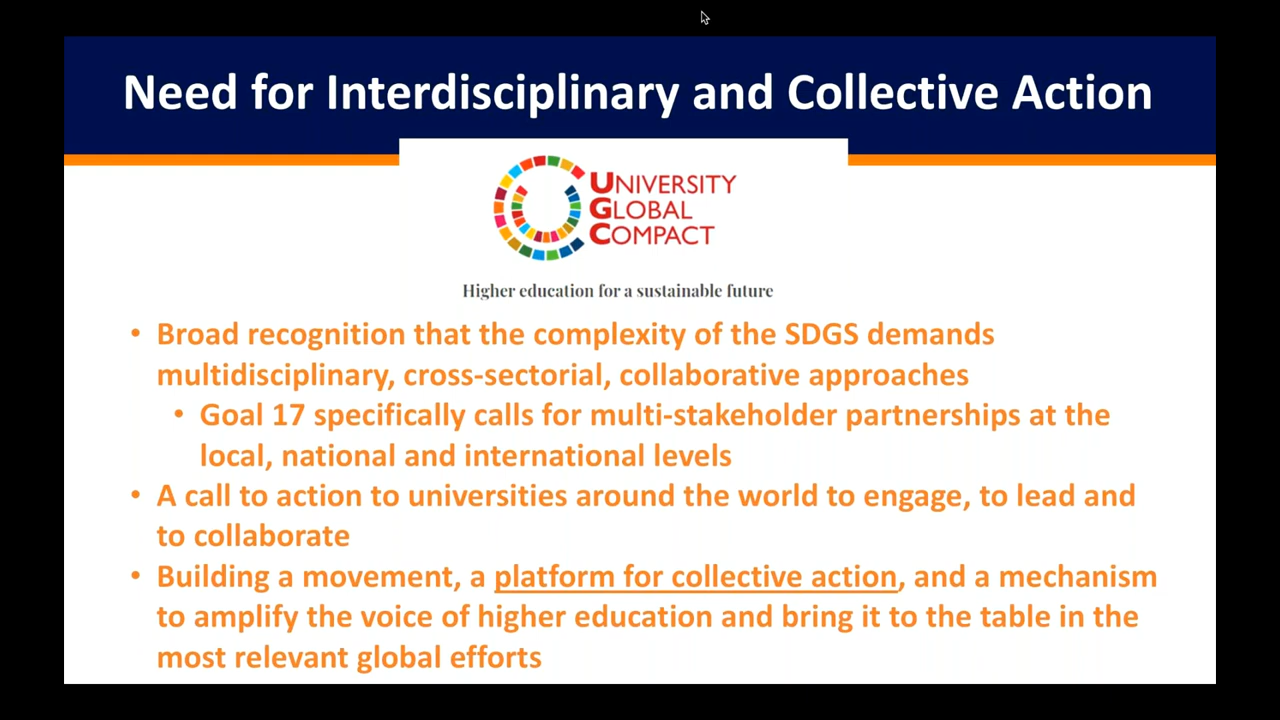 Need for Interdisciplinary and Collective Action
UNIVERSITY
GLOBAL
COMPACT
Higher education for a sustainable future
• Broad recognition that the complexity of the SDGS demands
multidisciplinary, cross-sectorial, collaborative approaches
• Goal 17 specifically calls for multi-stakeholder partnerships at the
local, national and international levels
• A call to action to universities around the world to engage, to lead and
to collaborate
• Building a movement, a platform for collective action, and a mechanism
to amplify the voice of higher education and bring it to the table in the
most relevant global efforts